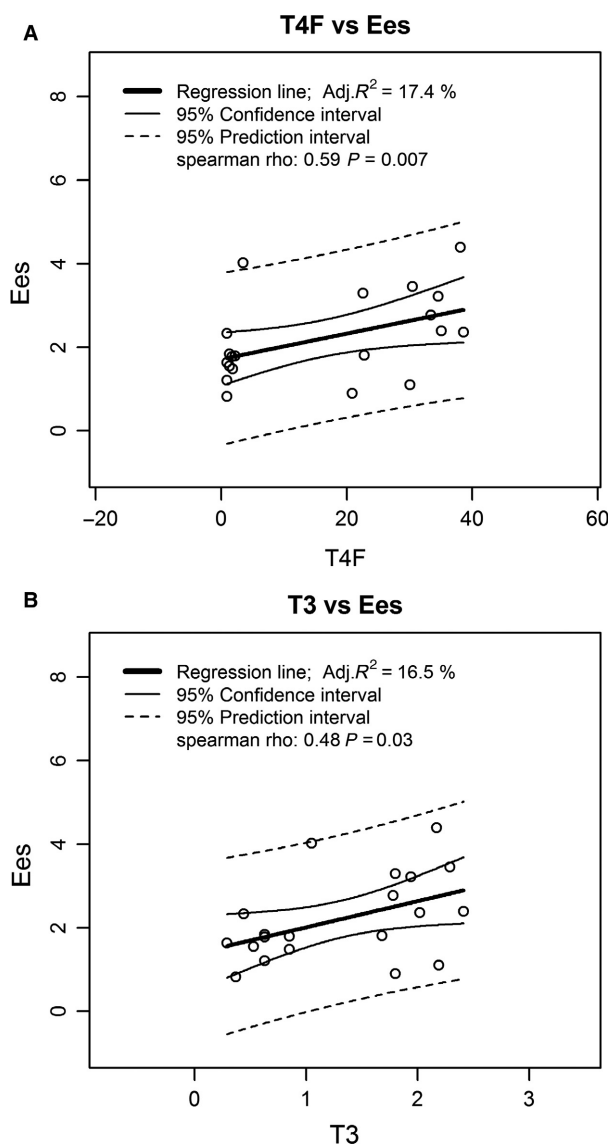 A
T4F vs Ees
Regression line; Adj.R² = 17.4 %
95% Confidence interval
95% Prediction interval
spearman rho: 0.59 P = 0.007
8
6
4
2
0
Ees
−20 0 20 40 60
T4F
B
T3 vs Ees
Regression line; Adj.R² = 16.5 %
95% Confidence interval
95% Prediction interval
spearman rho: 0.48 P = 0.03
8
6
4
2
0
Ees
0 1 2 3
T3